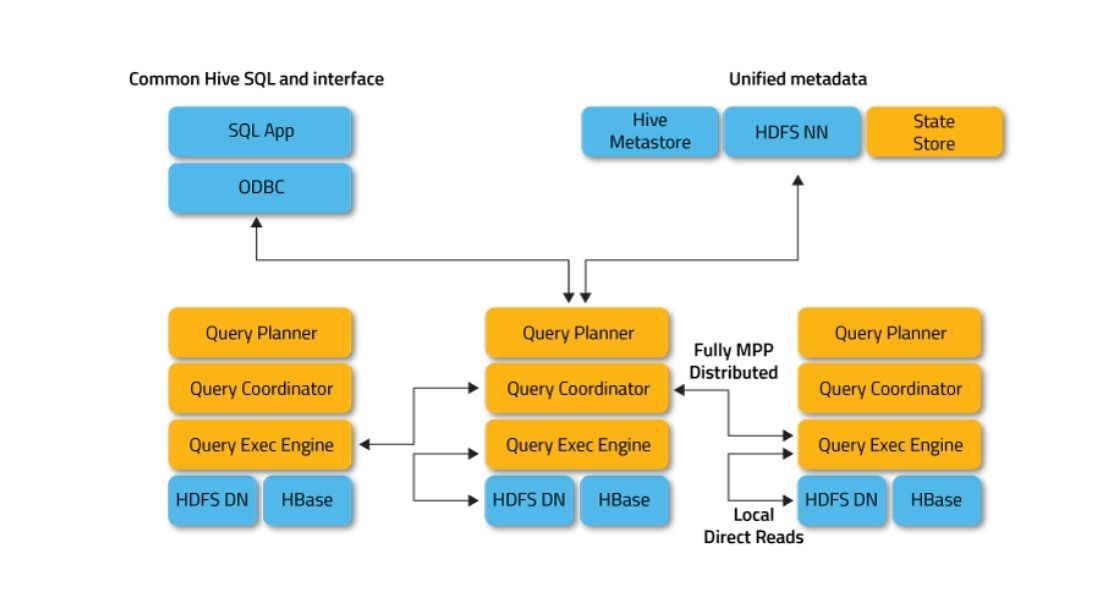 Common Hive SQL and interface
Unified metadata
SQL App
ODBC
Hive
Metastore
HDFS NN
State
Store
Query Planner
Query Coordinator
Query Exec Engine
HDFS DN
HBase
Query Planner
Query Coordinator
Query Exec Engine
HDFS DN
HBase
Fully MPP
Distributed
Local
Direct Reads
Query Planner
Query Coordinator
Query Exec Engine
HDFS DN
HBase